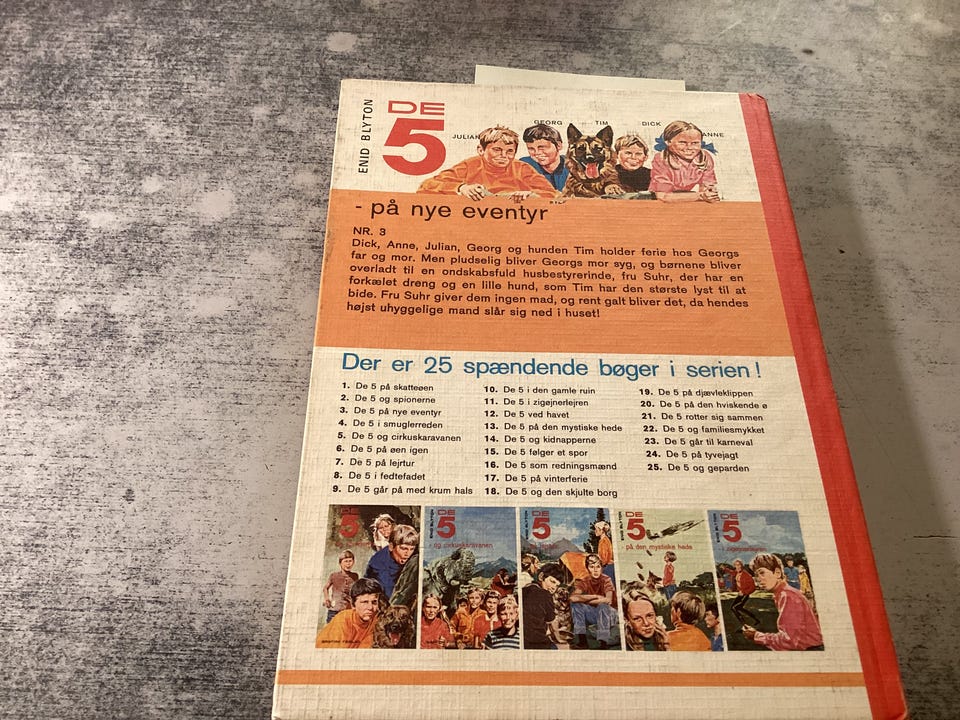 ENID BLYTON
DE
5
JULIAN
GEORG
TIM
DICK
ANNE
- på nye eventyr
NR. 3
Dick, Anne, Julian, Georg og hunden Tim holder ferie hos Georgs
far og mor. Men pludselig bliver Georgs mor syg, og børnene bliver
overladt til en ondskabsfuld husbestyrerinde, fru Suhr, der har en
forkælet dreng og en lille hund, som Tim har den største lyst til at
bide. Fru Suhr giver dem ingen mad, og rent galt bliver det, da hendes
højst uhyggelige mand slår sig ned i huset!
Der er 25 spændende bøger i serien!
1. De 5 på skatteøen
2. De 5 og spionerne
3. De 5 på nye eventyr
4. De 5 i smuglerreden
5. De 5 og cirkuskaravanen
6. De 5 på øen igen
7. De 5 på lejrtur
8. De 5 i fedtefadet
9. De 5 går på med krum hals
10. De 5 i den gamle ruin
11. De 5 i zigøjnerlejren
12. De 5 ved havet
13. De 5 på den mystiske hede
14. De 5 og kidnapperne
15. De 5 følger et spor
16. De 5 som redningsmænd
17. De 5 på vinterferie
18. De 5 og den skjulte borg
19. De 5 på djævleklippen
20. De 5 på den hviskende ø
21. De 5 rotter sig sammen
22. De 5 og familiesmykket
23. De 5 går til karneval
24. De 5 på tyvejagt
25. De 5 og geparden
DE
5
ENID BLYTON
DE
5
- og cirkuskaravanen
ENID BLYTON
DE
5
ENID BLYTON
DE
5
- på den mystiske hede
ENID BLYTON
DE
5
- i zigøjnerlejren